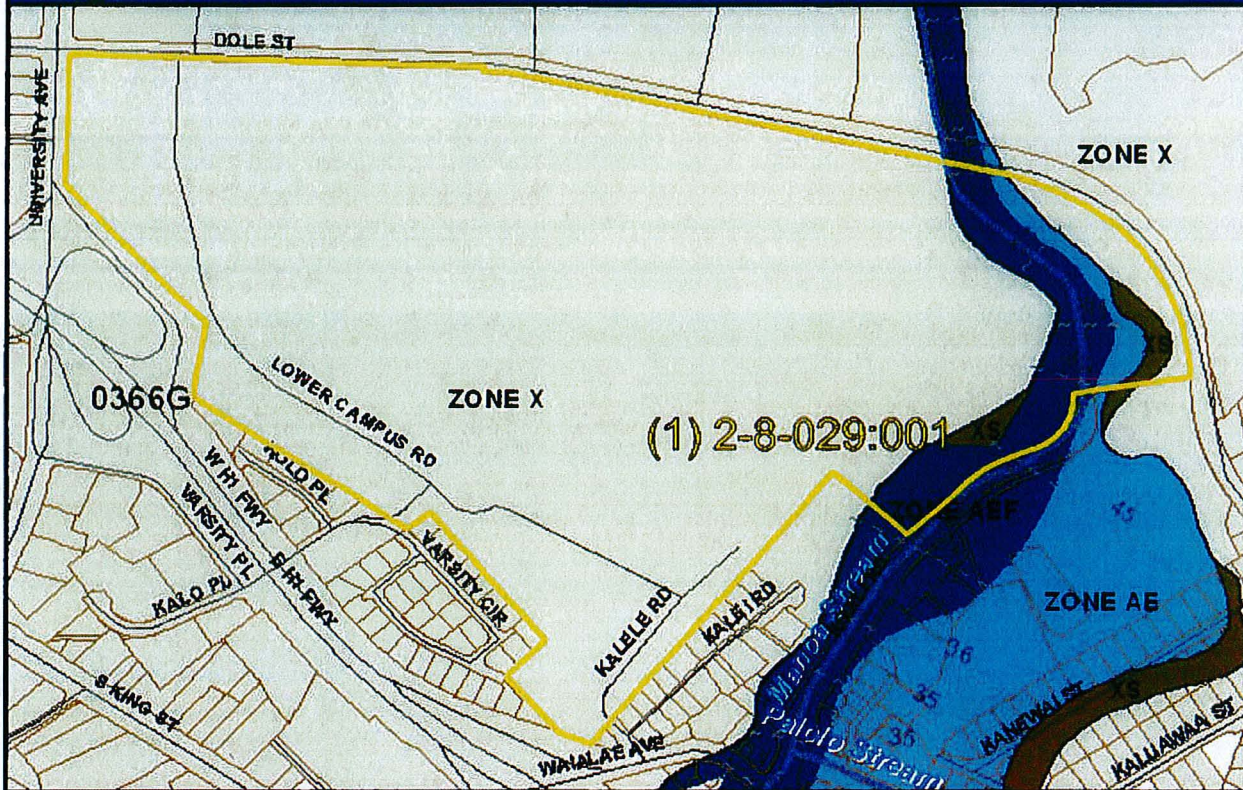 DOLE ST
UNIVERSITY AVE
ZONE X
XS
0366G
LOWER CAMPUS RD
ZONE X
(1) 2-8-029:001
XS
KOLO PL
W H1 FWY
VARSITY PL
E H1 FWY
ZONE AEF
45
VARSITY CIR
KALO PL
KALELE RD
KALEI RD
Manoa Stream
ZONE AE
36
35
36
S KING ST
WAIALAE AVE
Palolo Stream
KANEWAI ST
XS
KALUAWAA ST